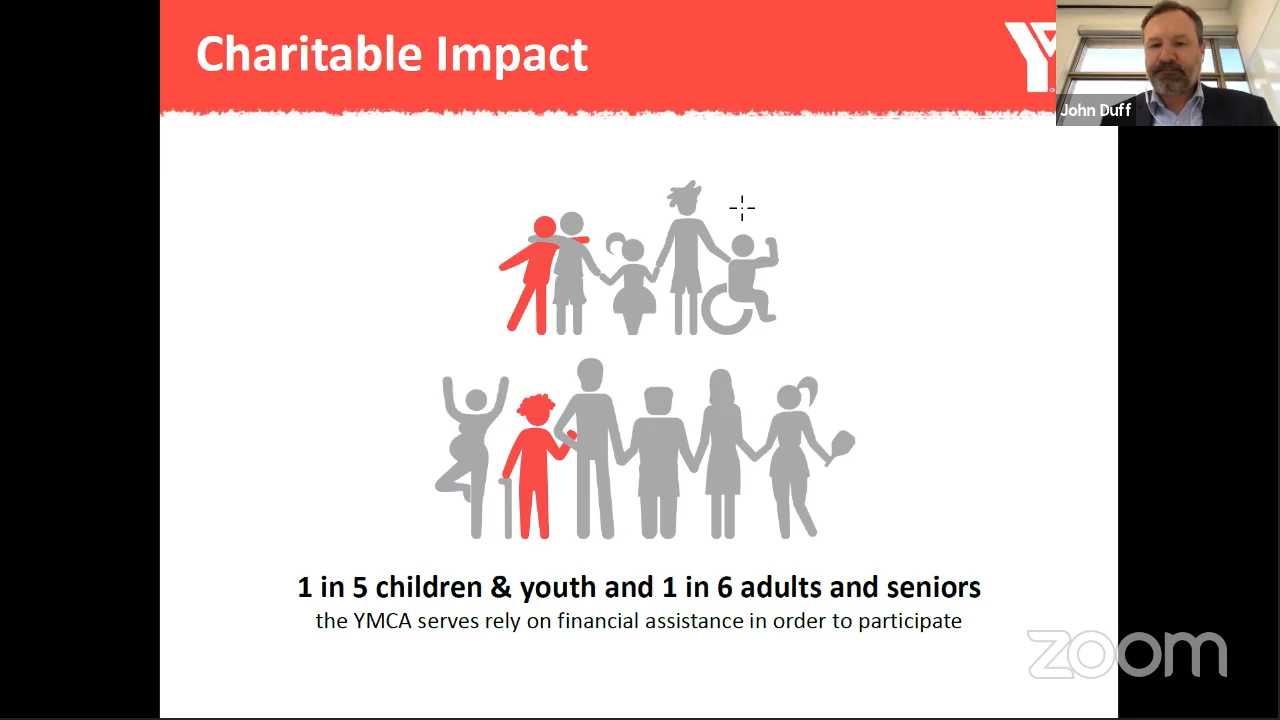 Charitable Impact
Y
John Duff
1 in 5 children & youth and 1 in 6 adults and seniors
the YMCA serves rely on financial assistance in order to participate
zoom